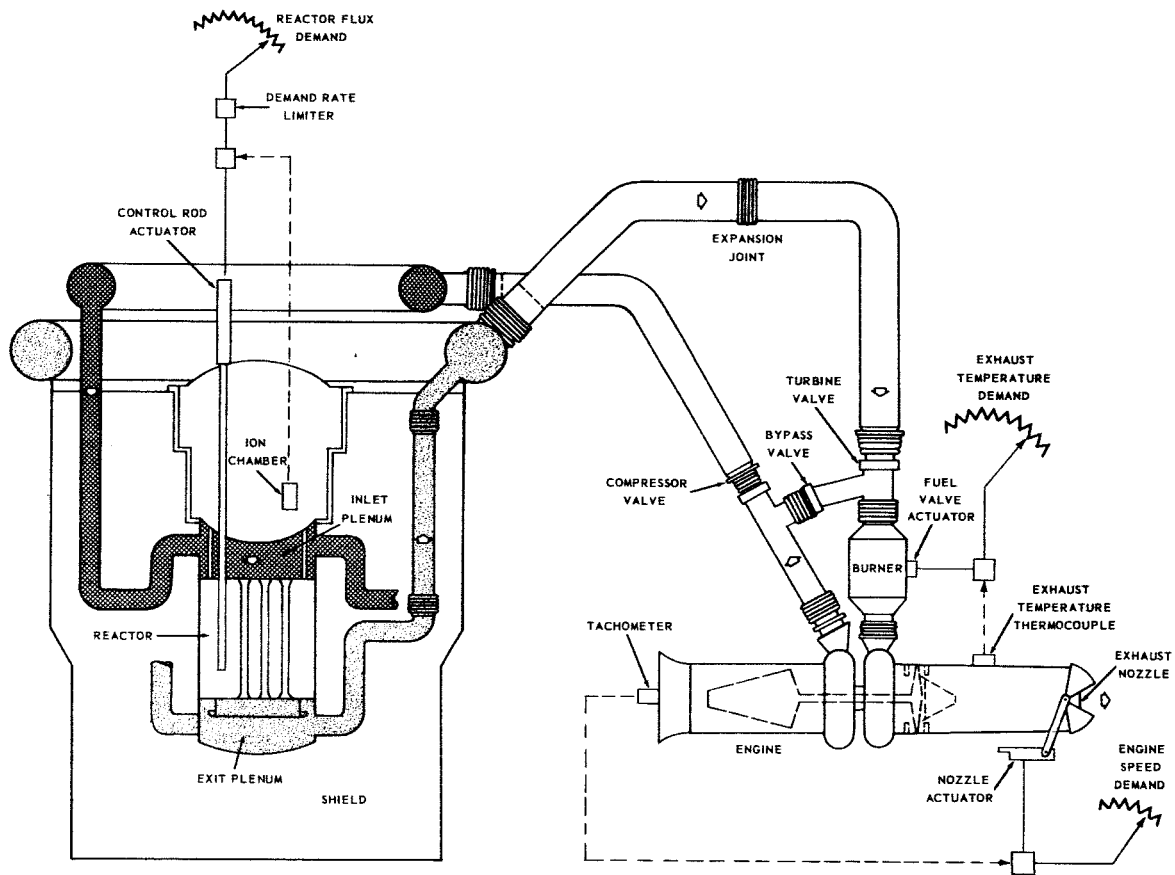 REACTOR FLUX
DEMAND
DEMAND RATE
LIMITER
CONTROL ROD
ACTUATOR
EXPANSION
JOINT
EXHAUST
TEMPERATURE
DEMAND
TURBINE
VALVE
BYPASS
VALVE
ION
CHAMBER
COMPRESSOR
VALVE
FUEL
VALVE
ACTUATOR
INLET
PLENUM
BURNER
EXHAUST
TEMPERATURE
THERMOCOUPLE
REACTOR
TACHOMETER
EXHAUST
NOZZLE
ENGINE
EXIT PLENUM
SHIELD
NOZZLE
ACTUATOR
ENGINE
SPEED
DEMAND